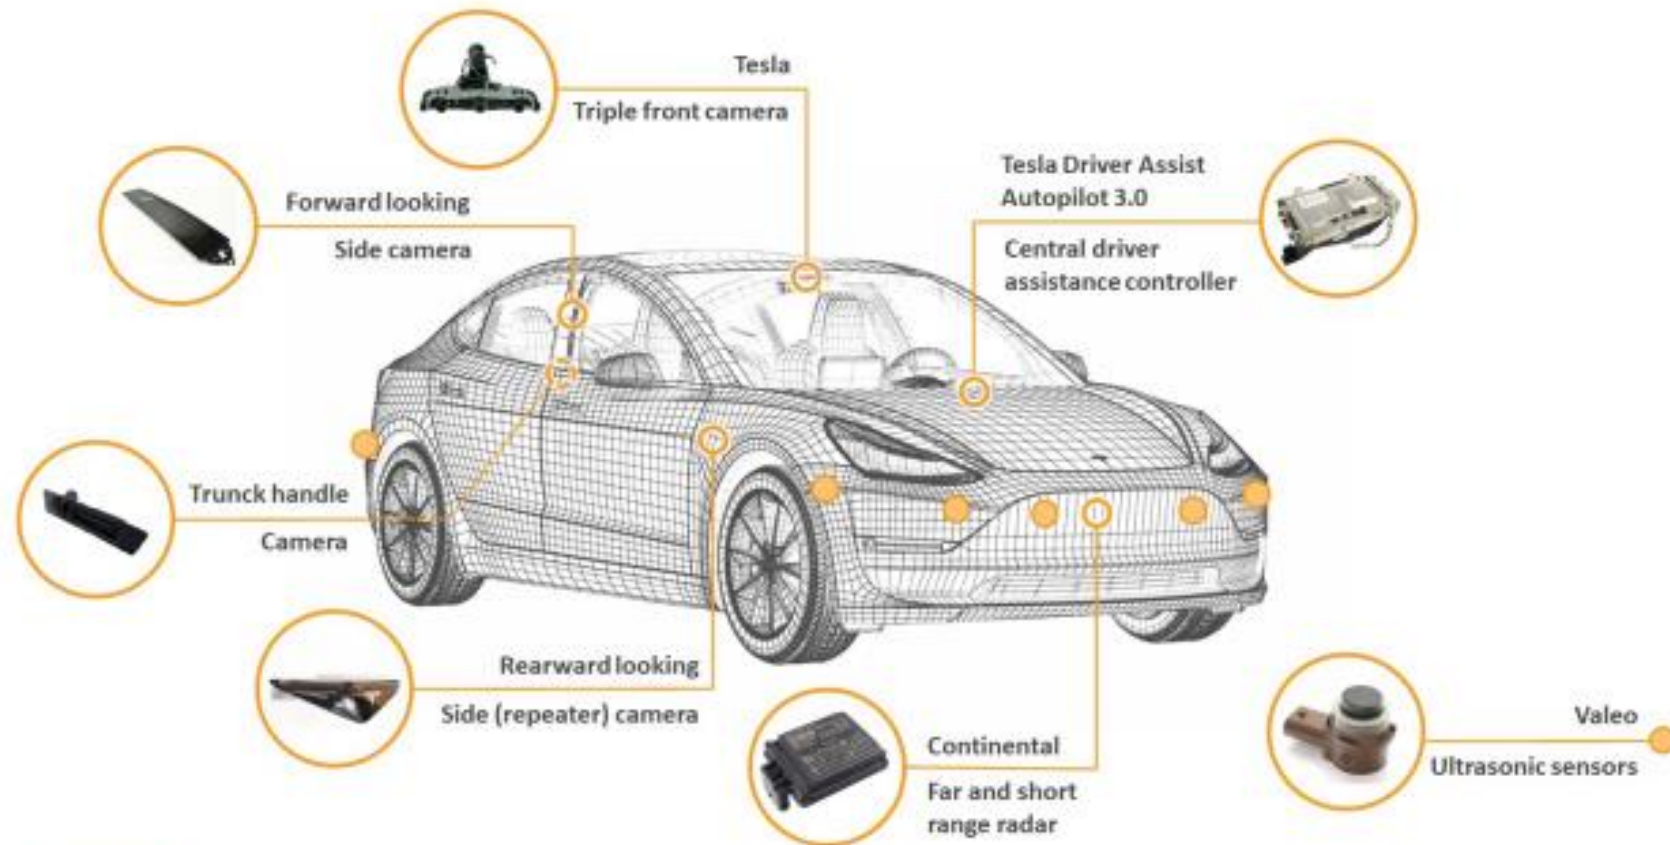 Tesla
Triple front camera
Forward looking
Side camera
Tesla Driver Assist
Autopilot 3.0
Central driver
assistance controller
Trunck handle
Camera
Rearward looking
Side (repeater) camera
Continental
Far and short
range radar
Valeo
Ultrasonic sensors